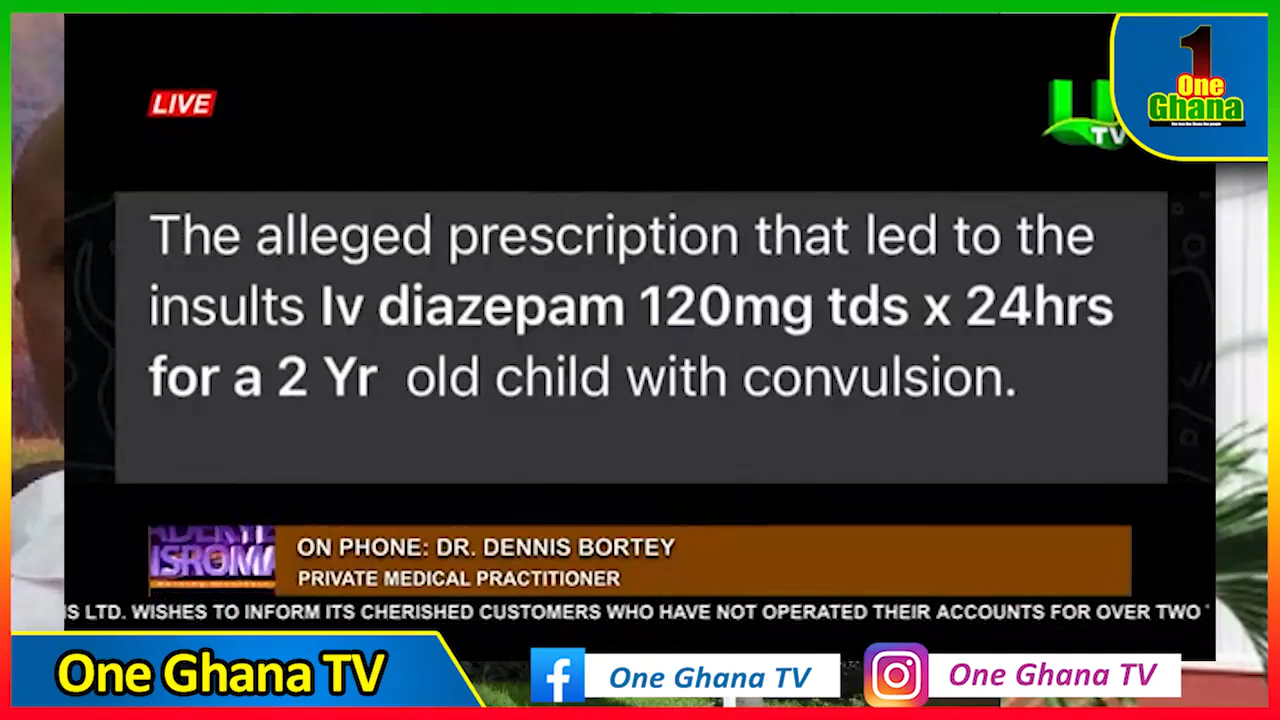 LIVE
TV
1
One
Ghana
The alleged prescription that led to the
insults Iv diazepam 120mg tds x 24hrs
for a 2 Yr old child with convulsion.
ON PHONE: DR. DENNIS BORTEY
PRIVATE MEDICAL PRACTITIONER
S LTD. WISHES TO INFORM ITS CHERISHED CUSTOMERS WHO HAVE NOT OPERATED THEIR ACCOUNTS FOR OVER TWO
One Ghana TV
One Ghana TV
One Ghana TV